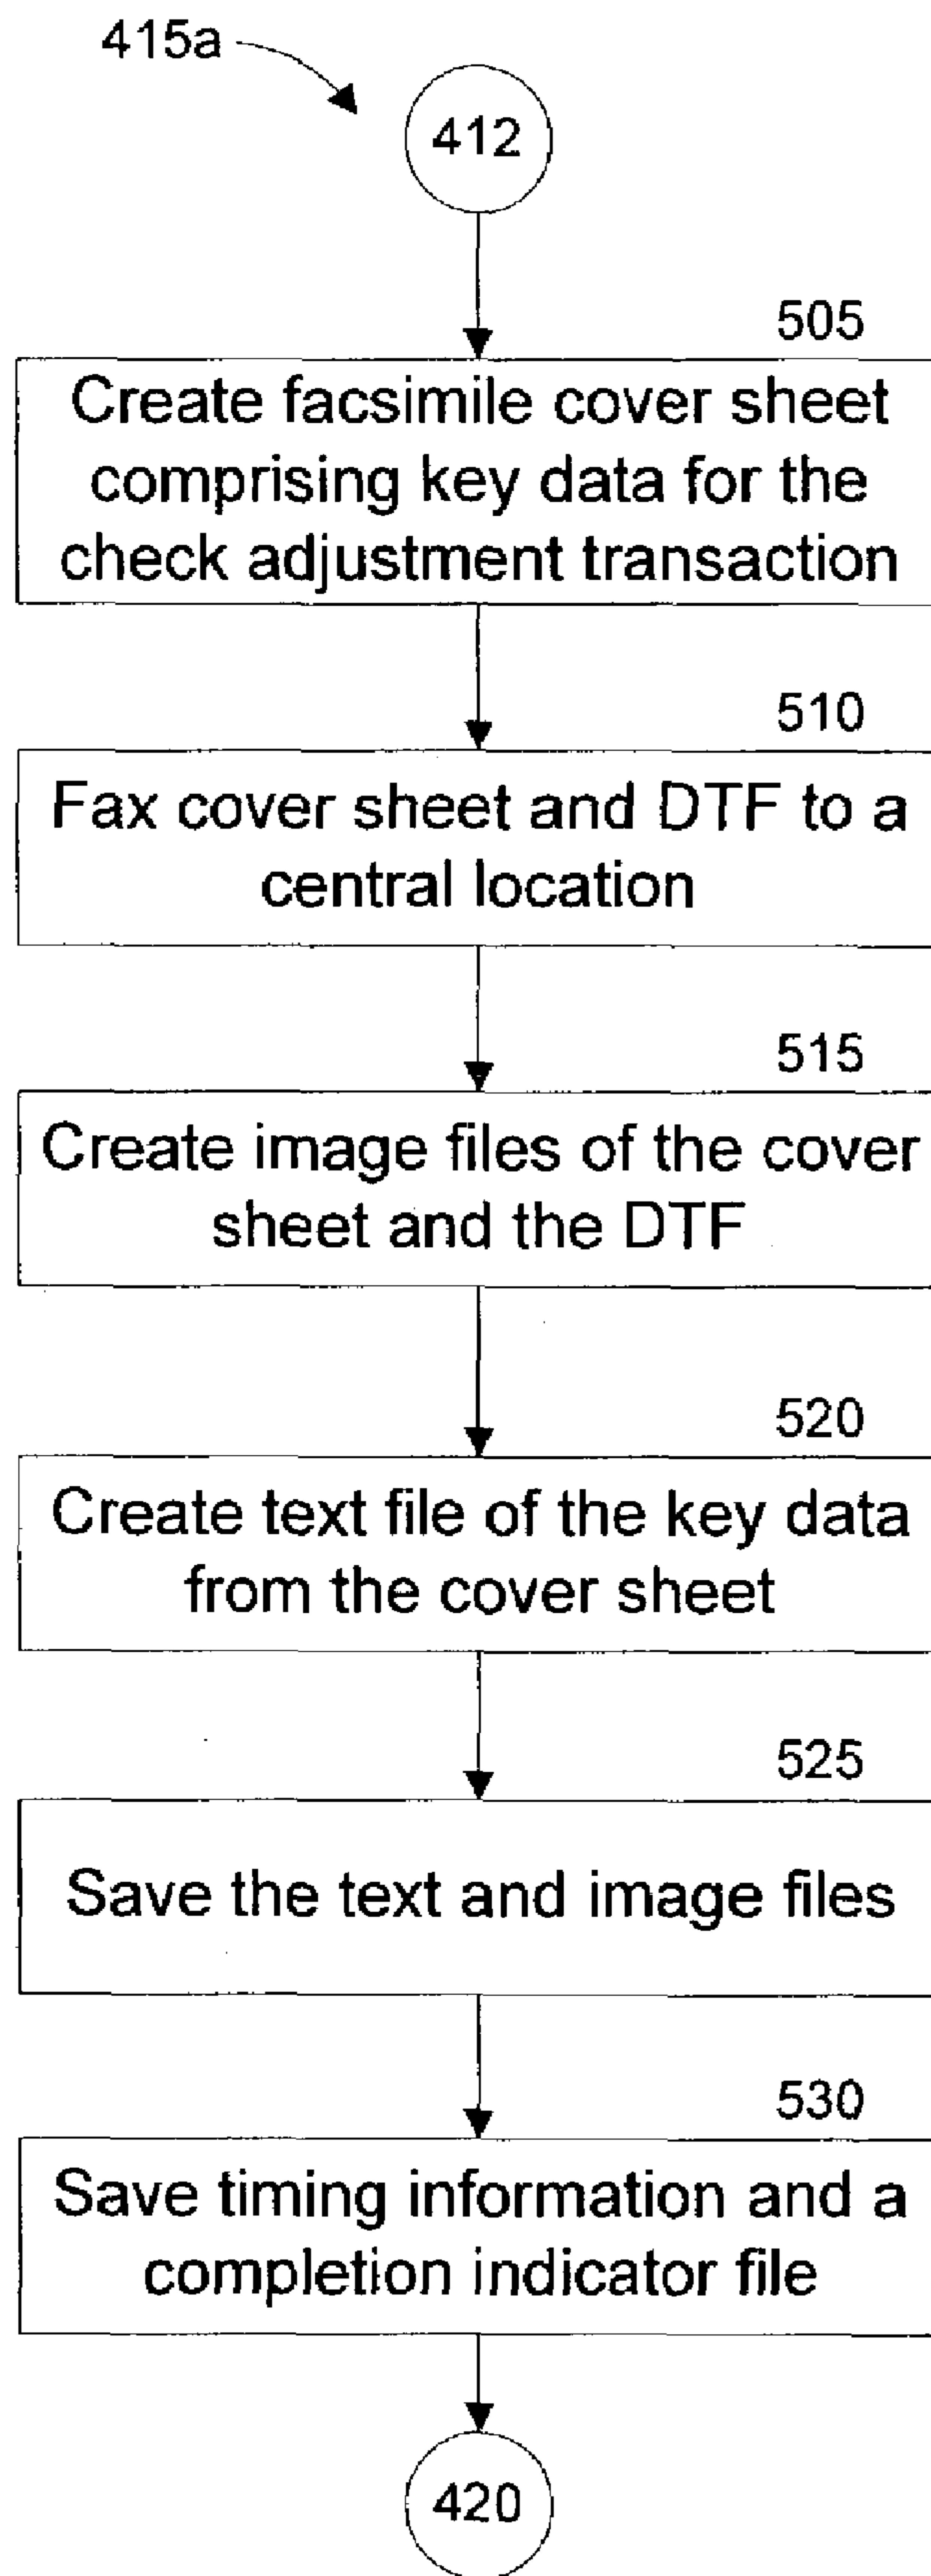 415a
412
505
Create facsimile cover sheet
comprising key data for the
check adjustment transaction
510
Fax cover sheet and DTF to a
central location
515
Create image files of the cover
sheet and the DTF
520
Create text file of the key data
from the cover sheet
525
Save the text and image files
530
Save timing information and a
completion indicator file
420